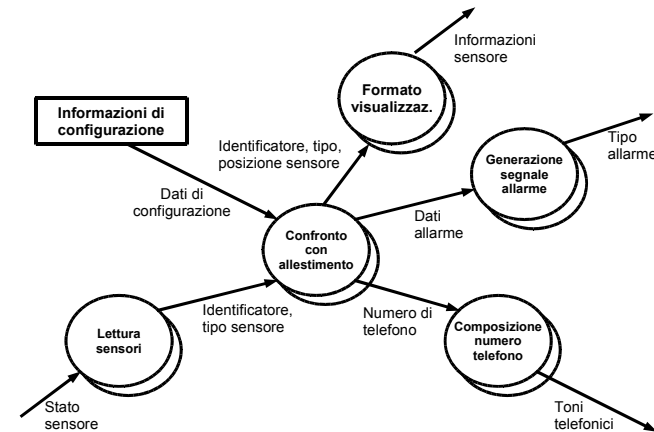 Informazioni
sensore
Formato
visualizzaz.
Informazioni di
configurazione
Identificatore, tipo,
posizione sensore
Tipo
allarme
Generazione
segnale
allarme
Dati di
configurazione
Dati
allarme
Confronto
con
allestimento
Identificatore,
tipo sensore
Numero di
telefono
Lettura
sensori
Composizione
numero
telefono
Stato
sensore
Toni
telefonici